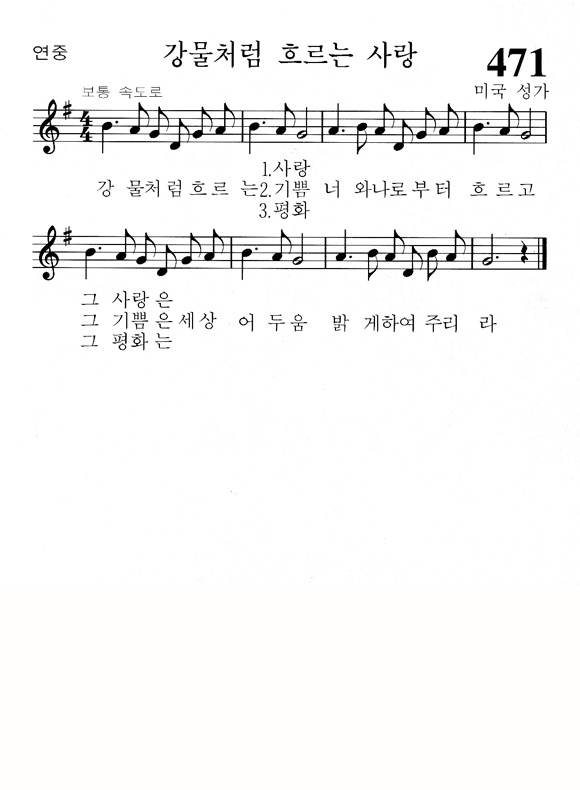 연중 강물처럼 흐르는 사랑 471
보통 속도로 미국 성가
4
4
1.사랑
강 물처럼흐르 는2.기쁨 너 와나로부터 흐르고
3.평화
그 사랑은
그 기쁨은세상 어 두움 밝 게하여 주리 라
그 평화는